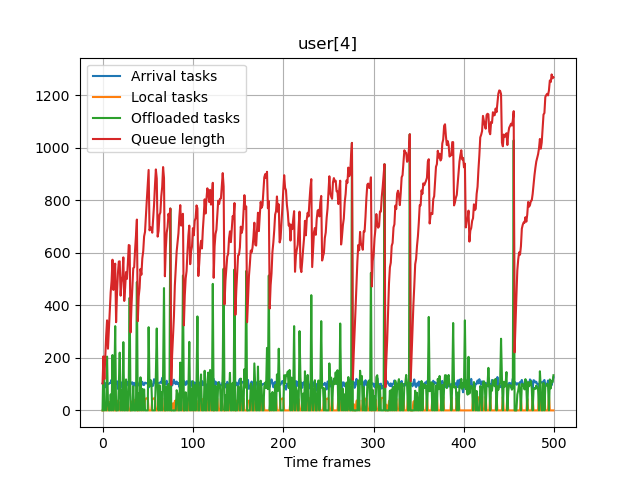 user[4]
Arrival tasks
Local tasks
Offloaded tasks
Queue length
1200
1000
800
600
400
200
0
0 100 200 300 400 500
Time frames